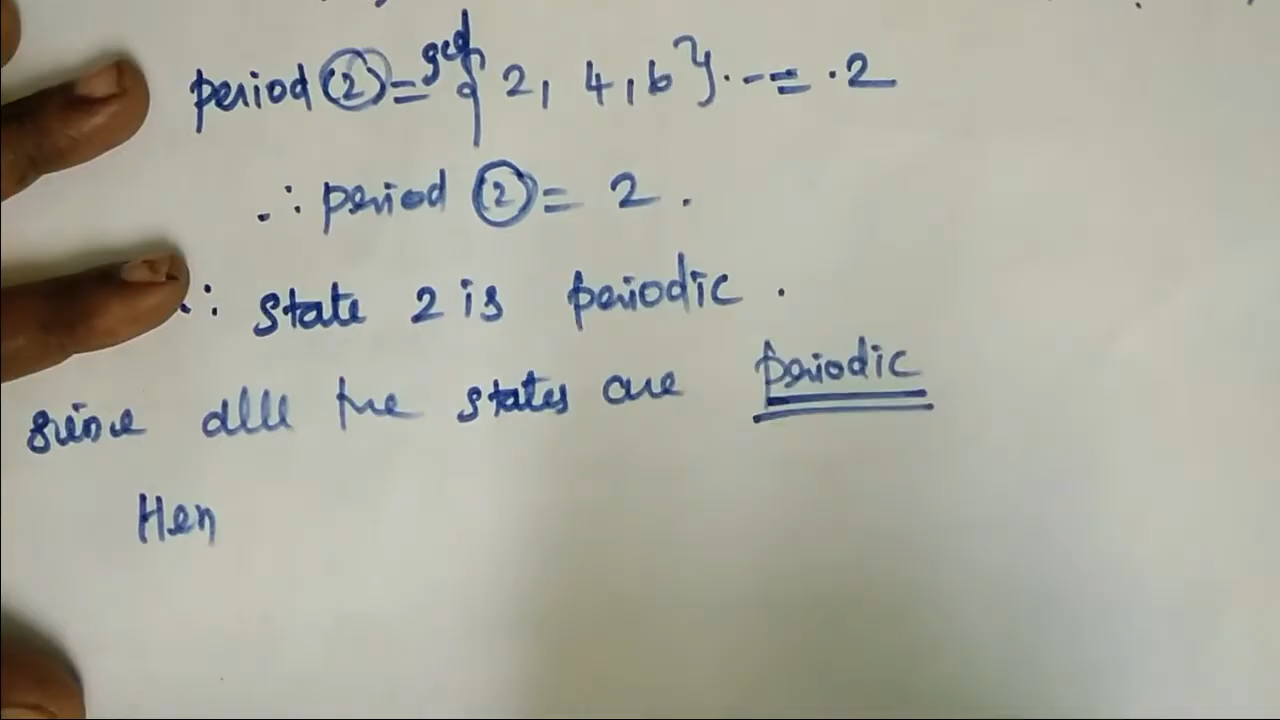 period ② = gcd { 2, 4, 6 } . - = . 2
∴ period ② = 2 .
∴ state 2 is periodic .
since all the states are periodic
Hen